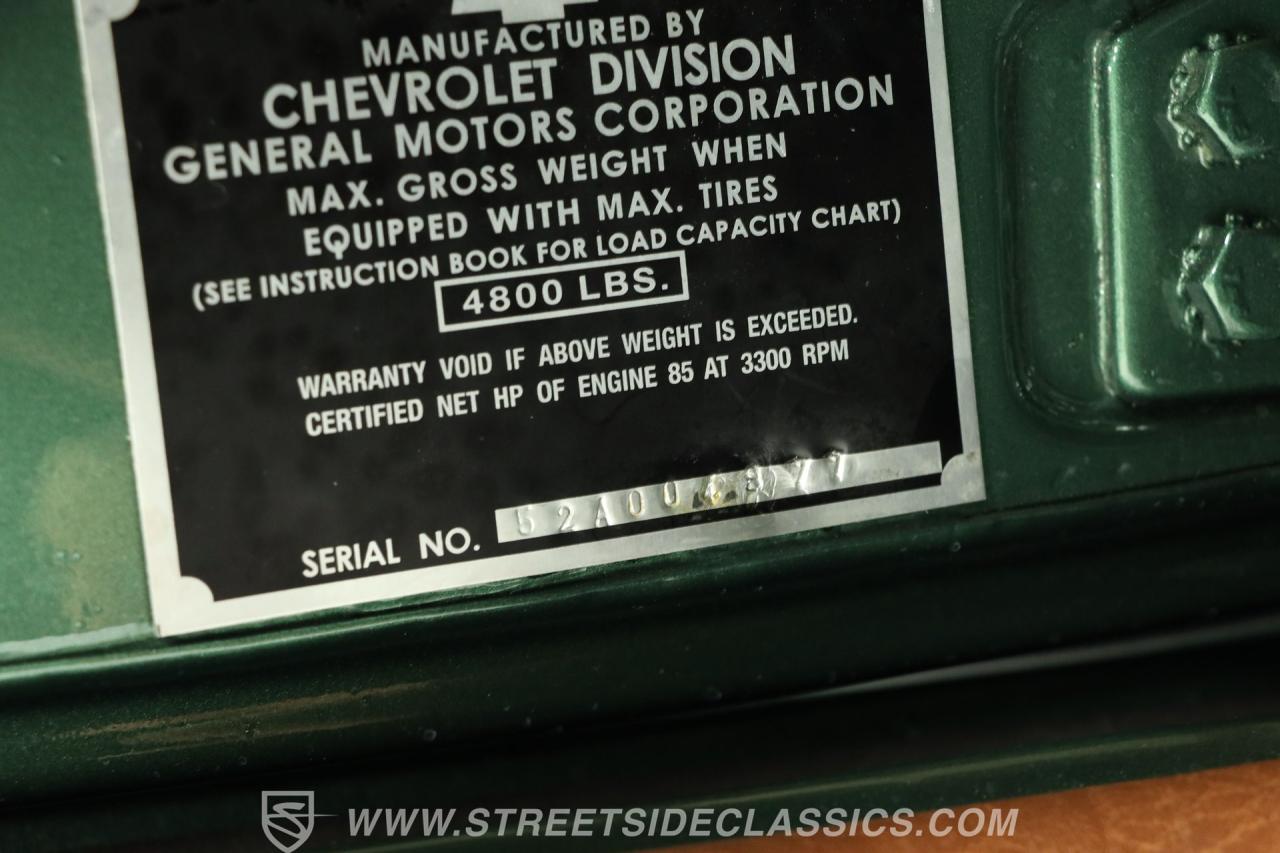 MANUFACTURED BY
CHEVROLET DIVISION
GENERAL MOTORS CORPORATION
MAX. GROSS WEIGHT WHEN
EQUIPPED WITH MAX. TIRES
(SEE INSTRUCTION BOOK FOR LOAD CAPACITY CHART)
4800 LBS.
WARRANTY VOID IF ABOVE WEIGHT IS EXCEEDED.
CERTIFIED NET HP OF ENGINE 85 AT 3300 RPM
SERIAL NO.
WWW.STREETSIDECLASSICS.COM